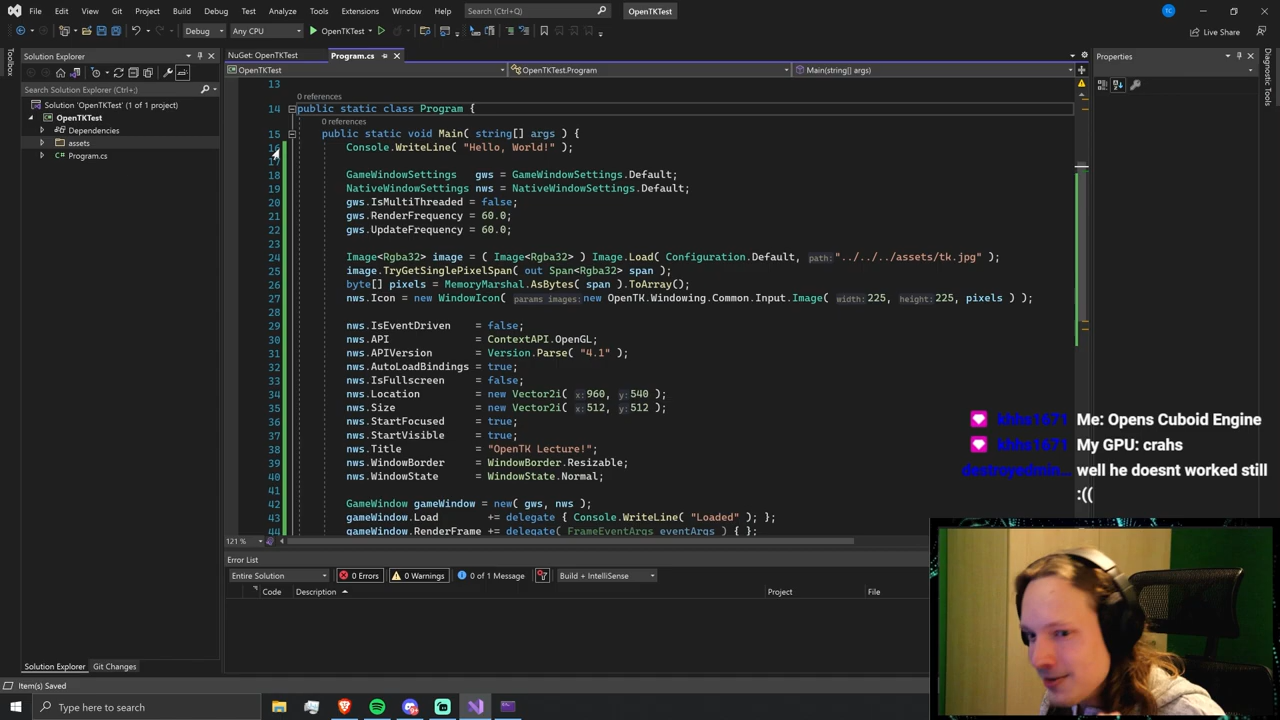 File Edit View Git Project Build Debug Test Analyze Tools Extensions Window Help Search (Ctrl+Q) OpenTKTest TC
Debug Any CPU OpenTKTest Live Share
Toolbox
Solution Explorer
Search Solution Explorer (Ctrl+;)
Solution 'OpenTKTest' (1 of 1 project)
OpenTKTest
Dependencies
assets
Program.cs
Solution Explorer Git Changes
NuGet: OpenTKTest Program.cs
OpenTKTest OpenTKTest.Program Main(string[] args)
13
0 references
14 public static class Program {
0 references
15 public static void Main( string[] args ) {
16 Console.WriteLine( "Hello, World!" );
17
18 GameWindowSettings gws = GameWindowSettings.Default;
19 NativeWindowSettings nws = NativeWindowSettings.Default;
20 gws.IsMultiThreaded = false;
21 gws.RenderFrequency = 60.0;
22 gws.UpdateFrequency = 60.0;
23
24 Image<Rgba32> image = ( Image<Rgba32> ) Image.Load( Configuration.Default, path: "../../../assets/tk.jpg" );
25 image.TryGetSinglePixelSpan( out Span<Rgba32> span );
26 byte[] pixels = MemoryMarshal.AsBytes( span ).ToArray();
27 nws.Icon = new WindowIcon( params images: new OpenTK.Windowing.Common.Input.Image( width: 225, height: 225, pixels ) );
28
29 nws.IsEventDriven = false;
30 nws.API = ContextAPI.OpenGL;
31 nws.APIVersion = Version.Parse( "4.1" );
32 nws.AutoLoadBindings = true;
33 nws.IsFullscreen = false;
34 nws.Location = new Vector2i( x: 960, y: 540 );
35 nws.Size = new Vector2i( x: 512, y: 512 );
36 nws.StartFocused = true;
37 nws.StartVisible = true;
38 nws.Title = "OpenTK Lecture!";
39 nws.WindowBorder = WindowBorder.Resizable;
40 nws.WindowState = WindowState.Normal;
41
42 GameWindow gameWindow = new( gws, nws );
43 gameWindow.Load += delegate { Console.WriteLine( "Loaded" ); };
44 gameWindow.RenderFrame += delegate( FrameEventArgs eventArgs ) { };
121 %
Properties
Diagnostic Tools
khhs1671 Me: Opens Cuboid Engine
khhs1671 My GPU: crahs
destroyedmin... well he doesnt worked still
:((
Error List
Entire Solution 0 Errors 0 Warnings 0 of 1 Message Build + IntelliSense
Code Description Project File
Item(s) Saved
Type here to search